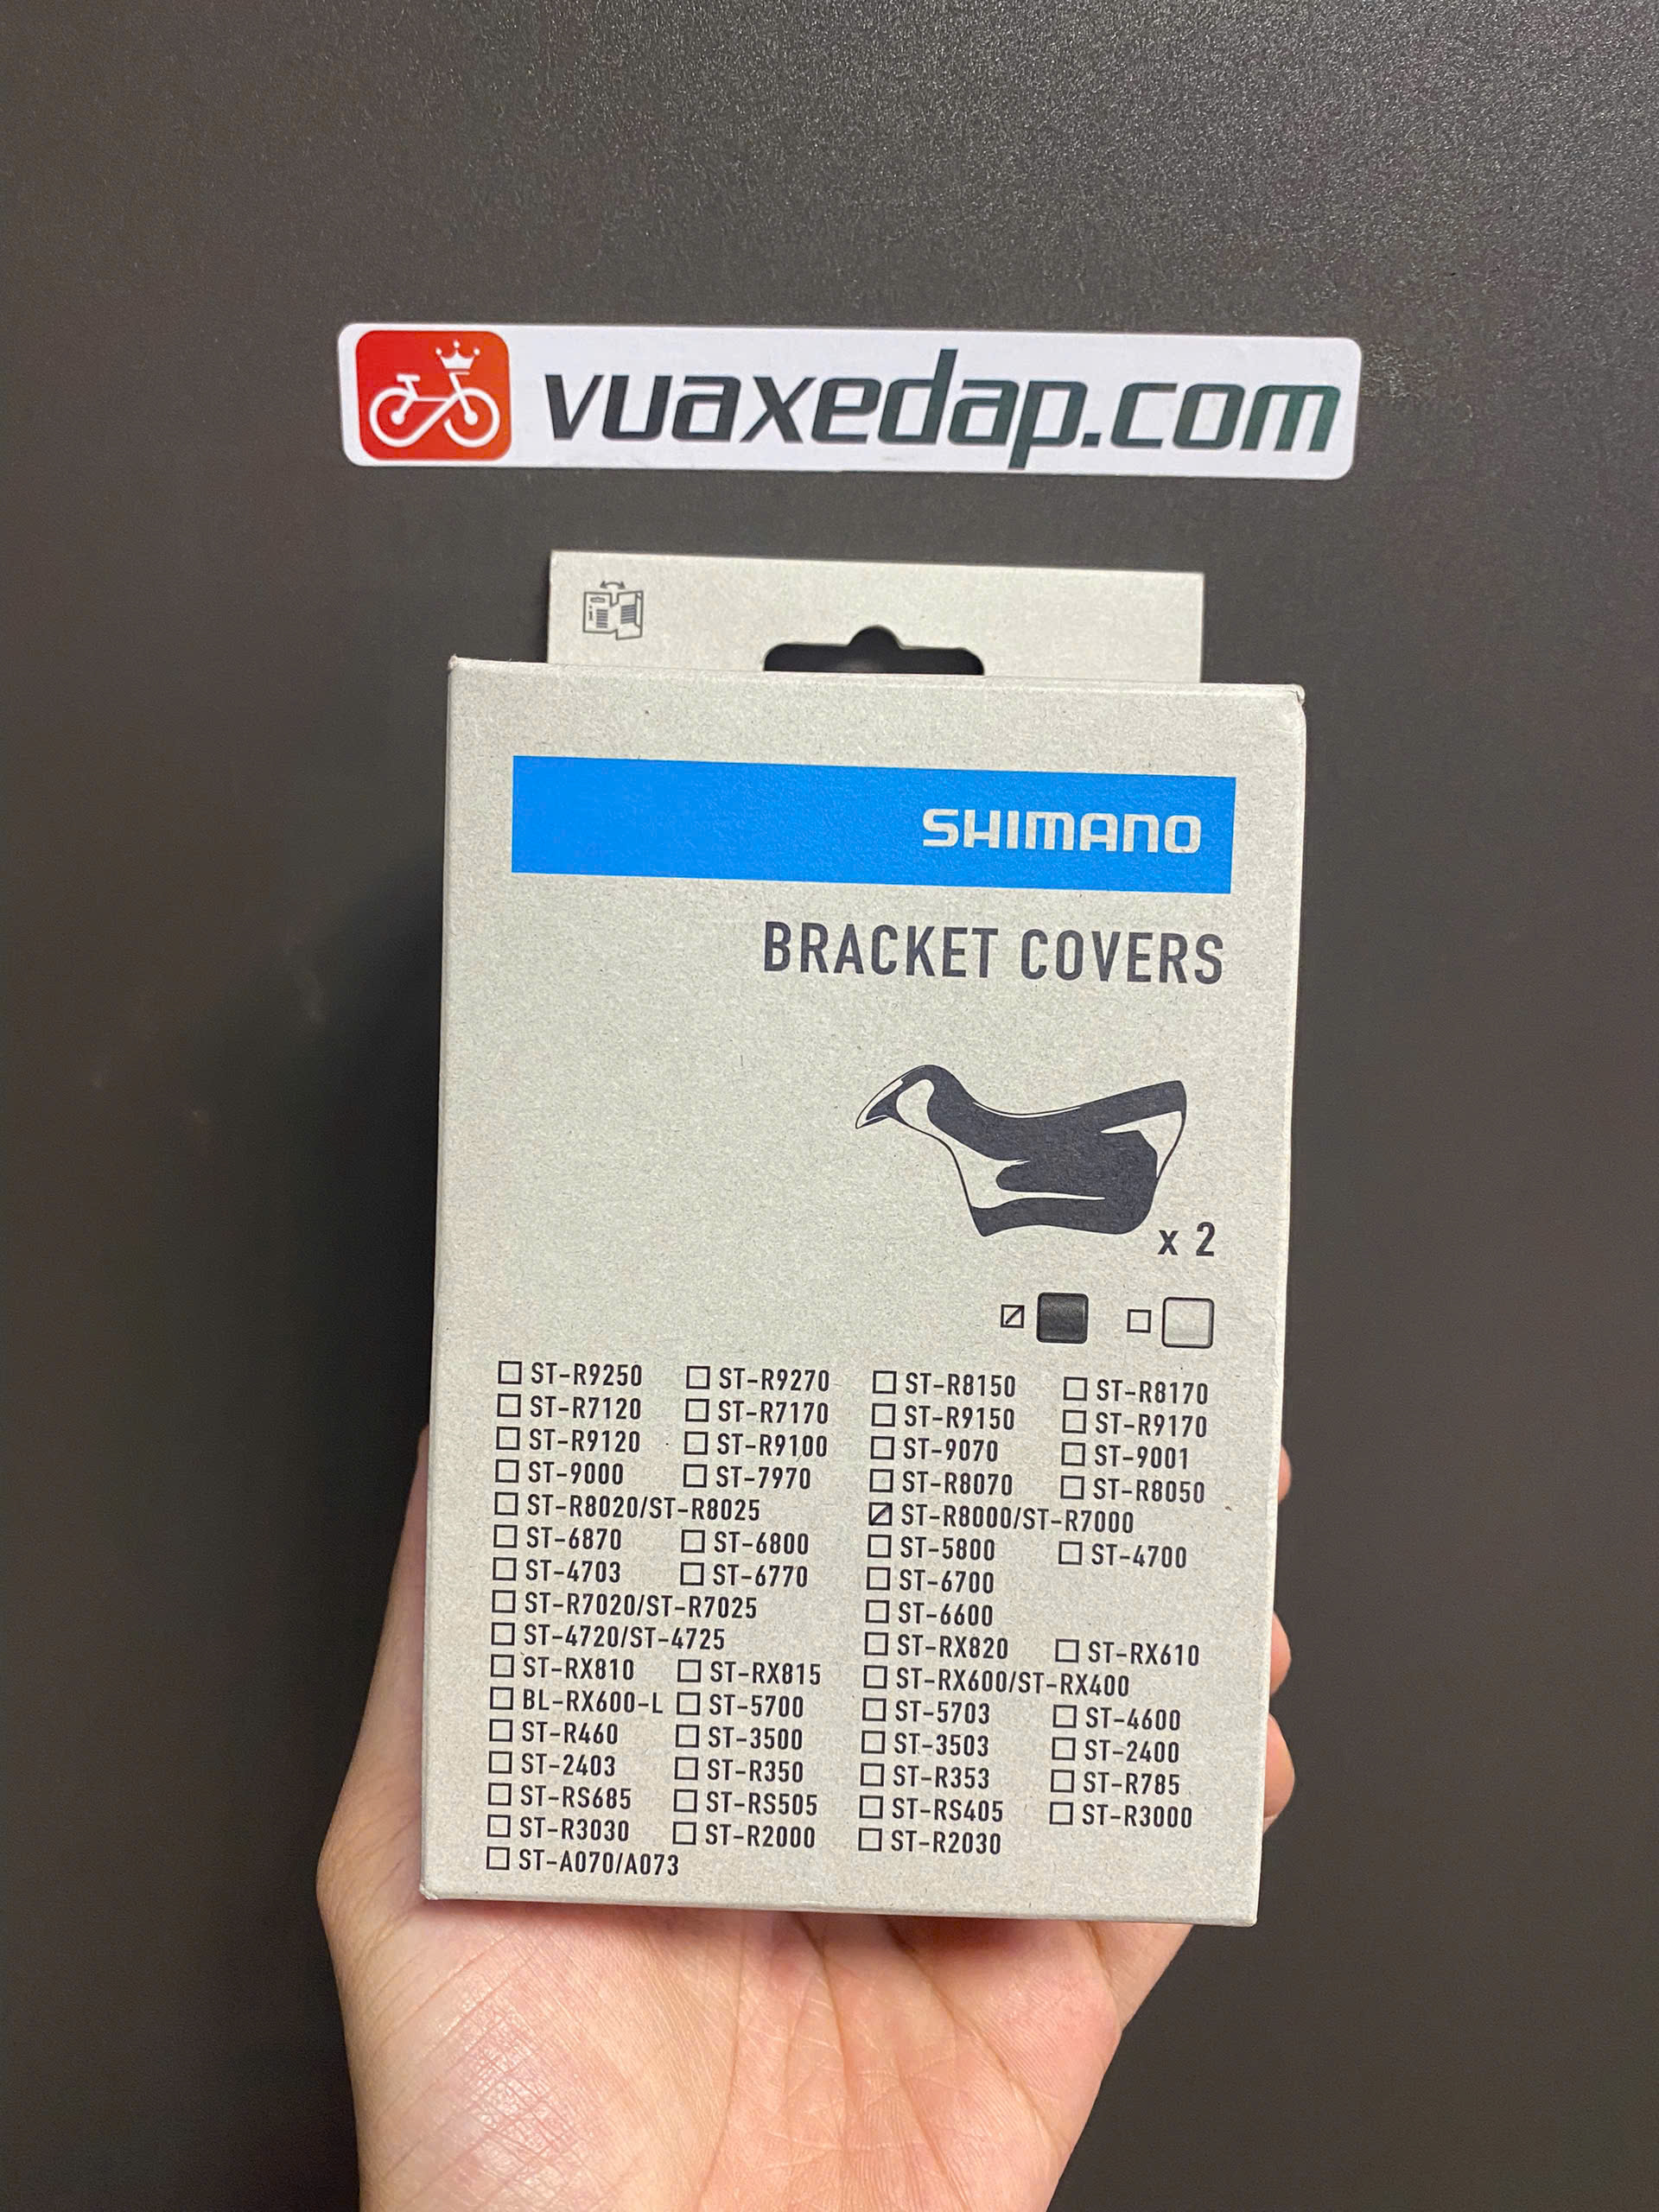 vuaxedap.com
SHIMANO
BRACKET COVERS
x 2
ST-R9250 ST-R9270 ST-R8150 ST-R8170
ST-R7120 ST-R7170 ST-R9150 ST-R9170
ST-R9120 ST-R9100 ST-9070 ST-9001
ST-9000 ST-7970 ST-R8070 ST-R8050
ST-R8020/ST-R8025 ST-R8000/ST-R7000
ST-6870 ST-6800 ST-5800 ST-4700
ST-4703 ST-6770 ST-6700
ST-R7020/ST-R7025 ST-6600
ST-4720/ST-4725 ST-RX820 ST-RX610
ST-RX810 ST-RX815 ST-RX600/ST-RX400
BL-RX600-L ST-5700 ST-5703 ST-4600
ST-R460 ST-3500 ST-3503 ST-2400
ST-2403 ST-R350 ST-R353 ST-R785
ST-RS685 ST-RS505 ST-RS405 ST-R3000
ST-R3030 ST-R2000 ST-R2030
ST-A070/A073